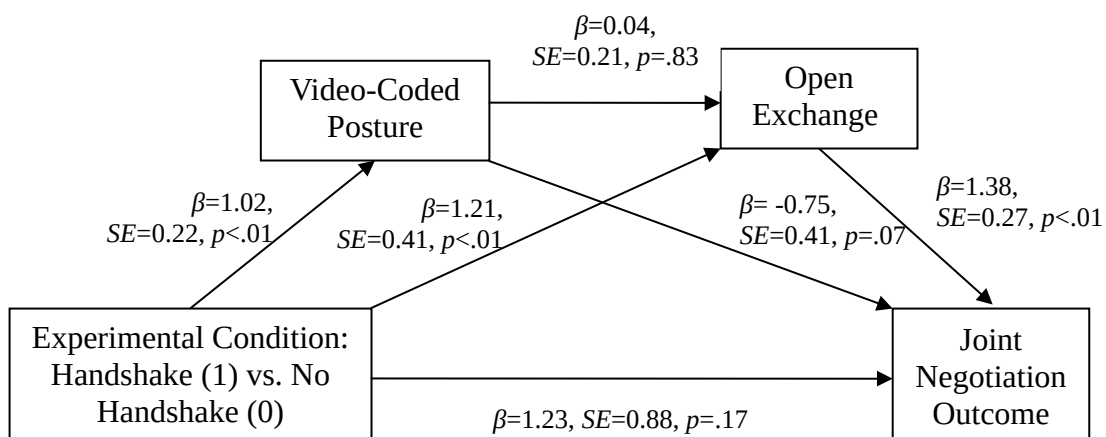 β=0.04,
SE=0.21, p=.83
Video-Coded
Posture
Open
Exchange
β=1.02,
SE=0.22, p<.01
β=1.21,
SE=0.41, p<.01
β= -0.75,
SE=0.41, p=.07
β=1.38,
SE=0.27, p<.01
Experimental Condition:
Handshake (1) vs. No
Handshake (0)
Joint
Negotiation
Outcome
β=1.23, SE=0.88, p=.17